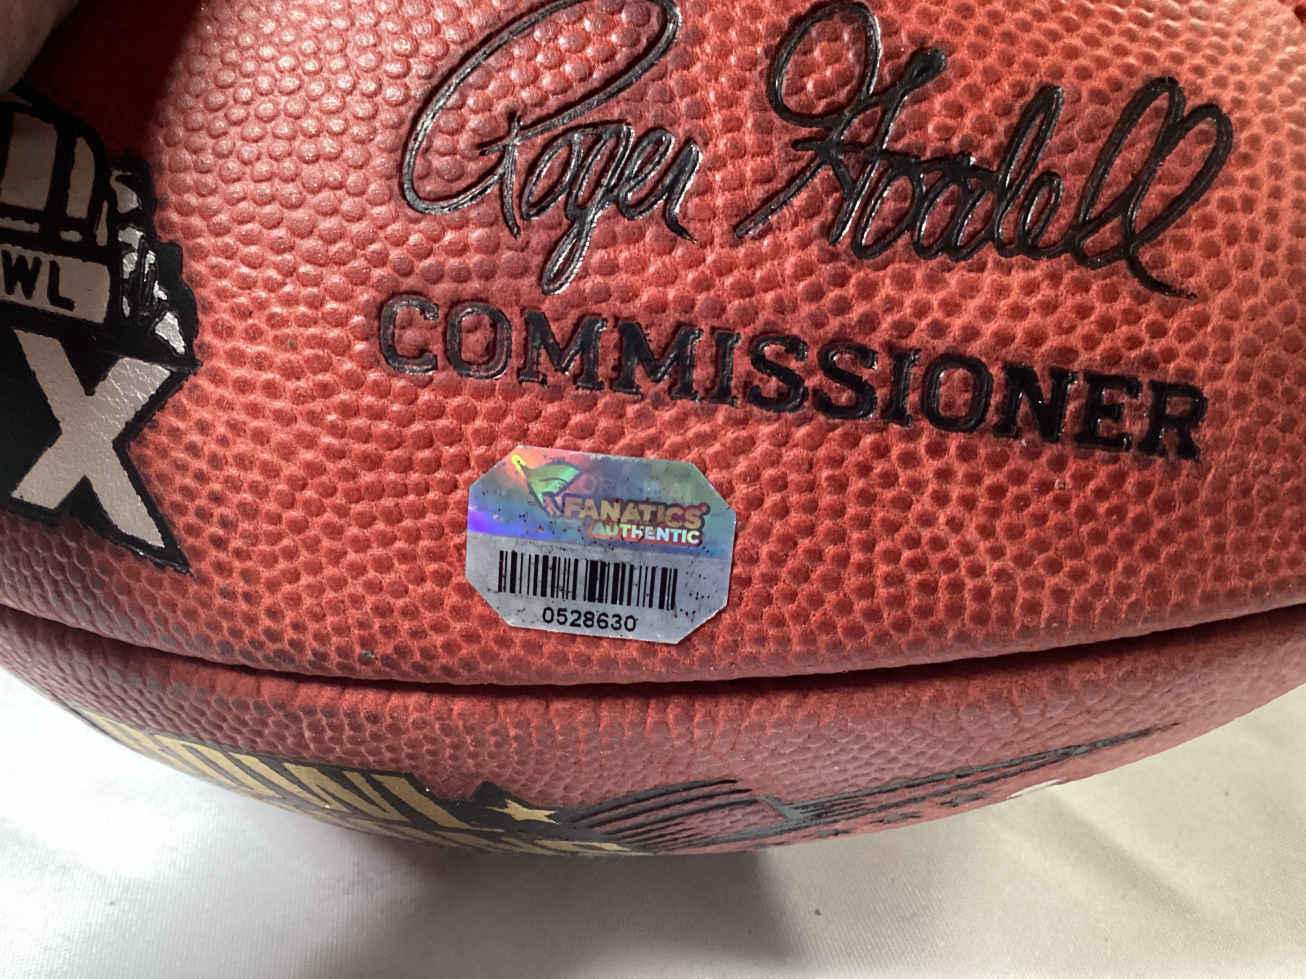 Roger Goodell
COMMISSIONER
WL
X
FANATICS
AUTHENTIC
0528630